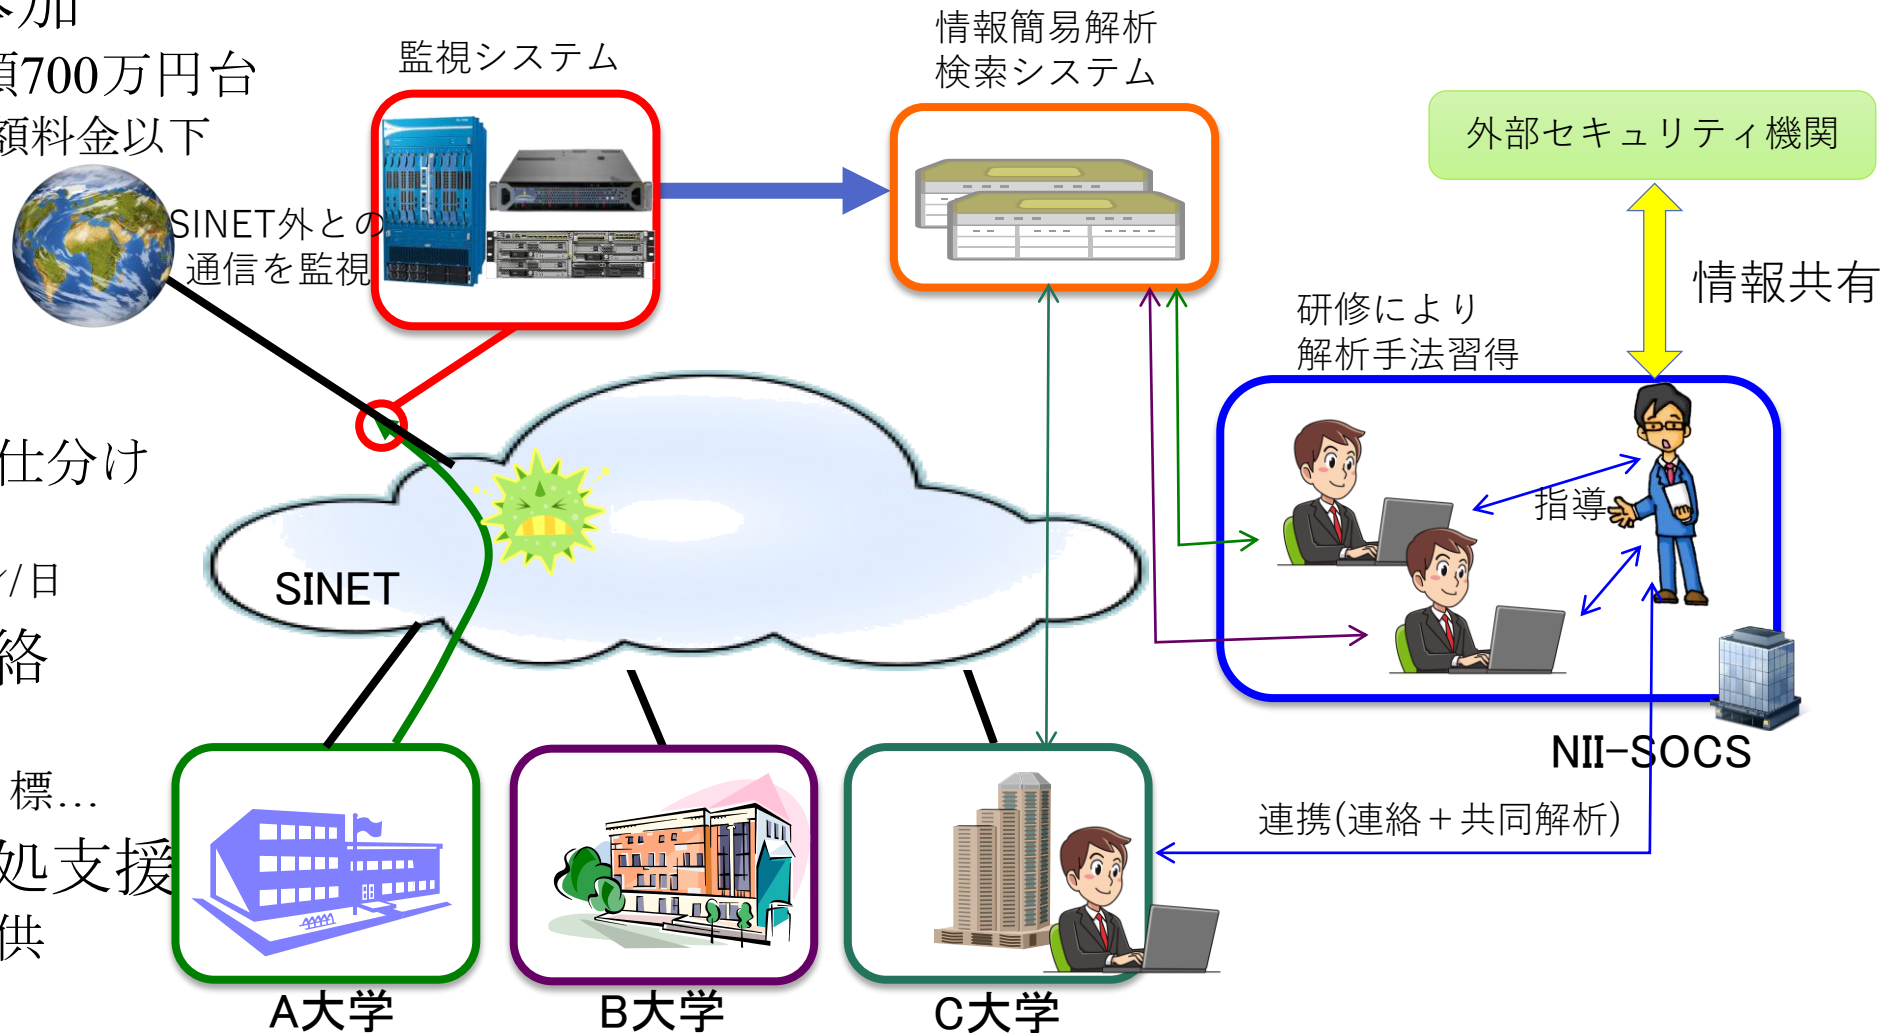 参加
額700万円台
額料金以下
監視システム
情報簡易解析
検索システム
外部セキュリティ機関
SINET外との
通信を監視
情報共有
研修により
解析手法習得
仕分け
指導
/日
SINET
絡
NII-SOCS
標…
連携(連絡＋共同解析)
処支援
供
A大学
B大学
C大学